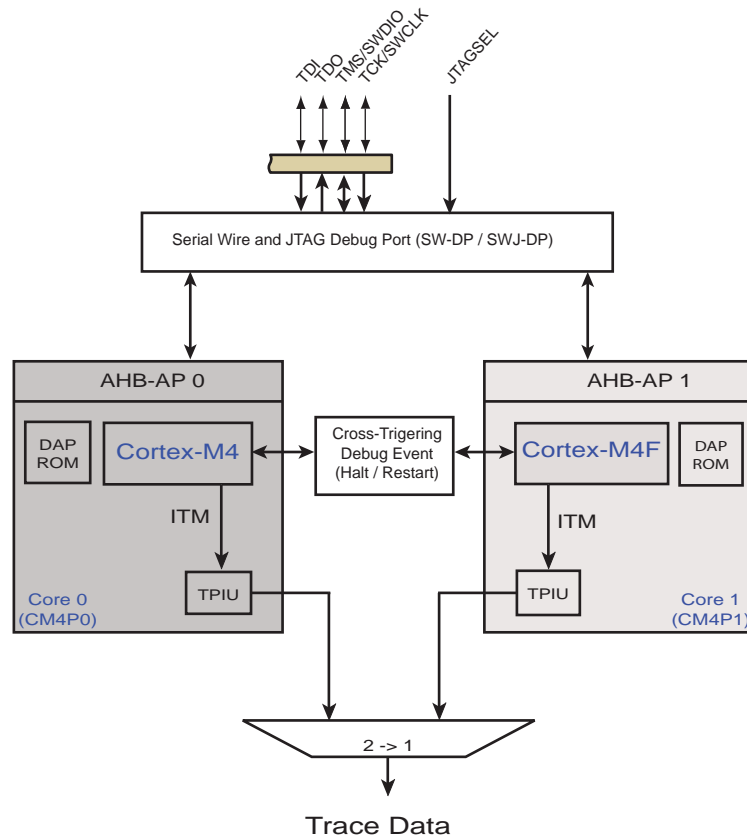 TDI
TDO
TMS/SWDIO
TCK/SWCLK
JTAGSEL
Serial Wire and JTAG Debug Port (SW-DP / SWJ-DP)
AHB-AP 0
AHB-AP 1
DAP
ROM
Cortex-M4
Cross-Trigering
Debug Event
(Halt / Restart)
Cortex-M4F
DAP
ROM
ITM
ITM
TPIU
TPIU
Core 0
(CM4P0)
Core 1
(CM4P1)
2 -> 1
Trace Data